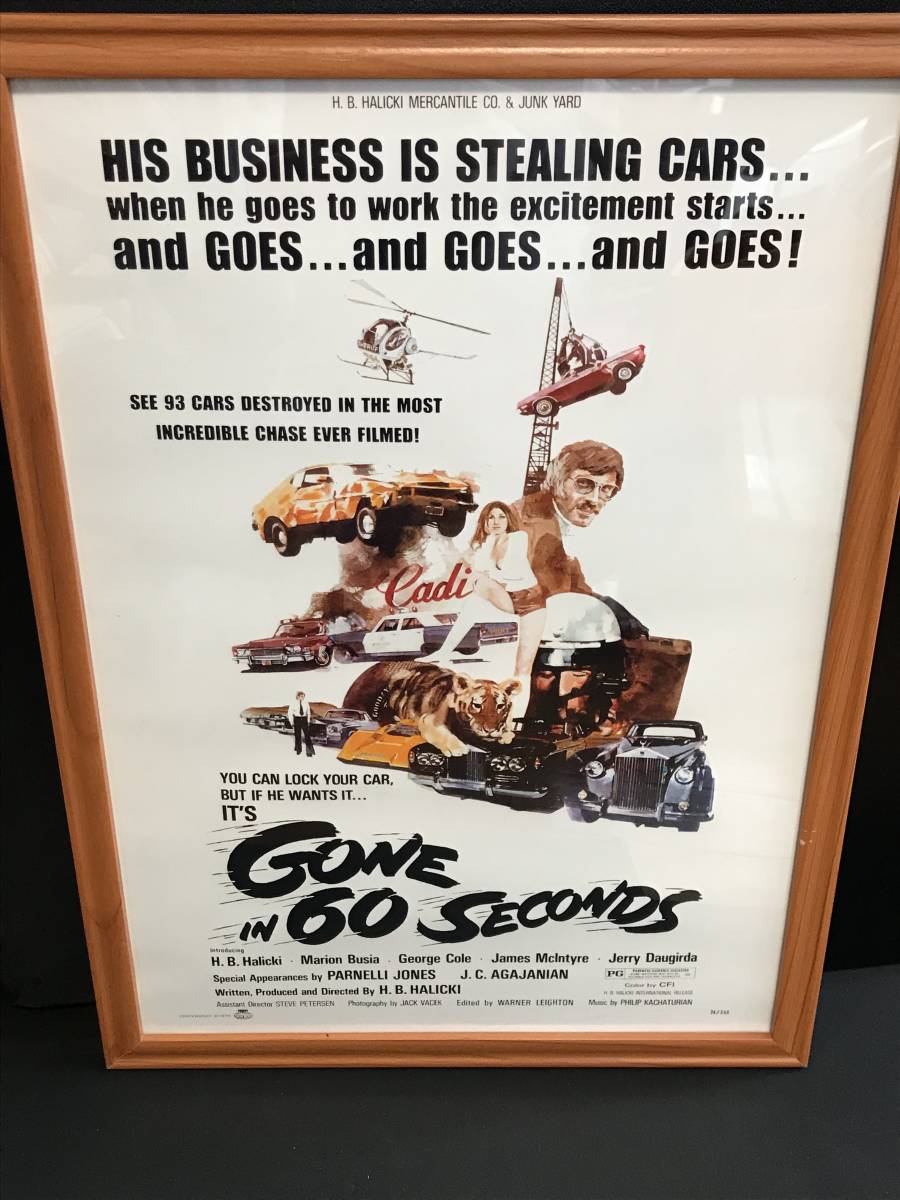 H. B. HALICKI MERCANTILE CO. & JUNK YARD
HIS BUSINESS IS STEALING CARS...
when he goes to work the excitement starts...
and GOES...and GOES...and GOES!
SEE 93 CARS DESTROYED IN THE MOST
INCREDIBLE CHASE EVER FILMED!
Cadi
YOU CAN LOCK YOUR CAR,
BUT IF HE WANTS IT...
IT'S
GONE
IN 60 SECONDS
Introducing
H. B. Halicki · Marion Busia · George Cole · James McIntyre · Jerry Daugirda
Special Appearances by PARNELLI JONES J. C. AGAJANIAN
PG
Written, Produced and Directed By H. B. HALICKI
Color by CFI
H. B. HALICKI INTERNATIONAL RELEASE
Assistant Director STEVE PETERSEN Photography by JACK VACEK Edited by WARNER LEIGHTON Music by PHILIP KACHATURIAN